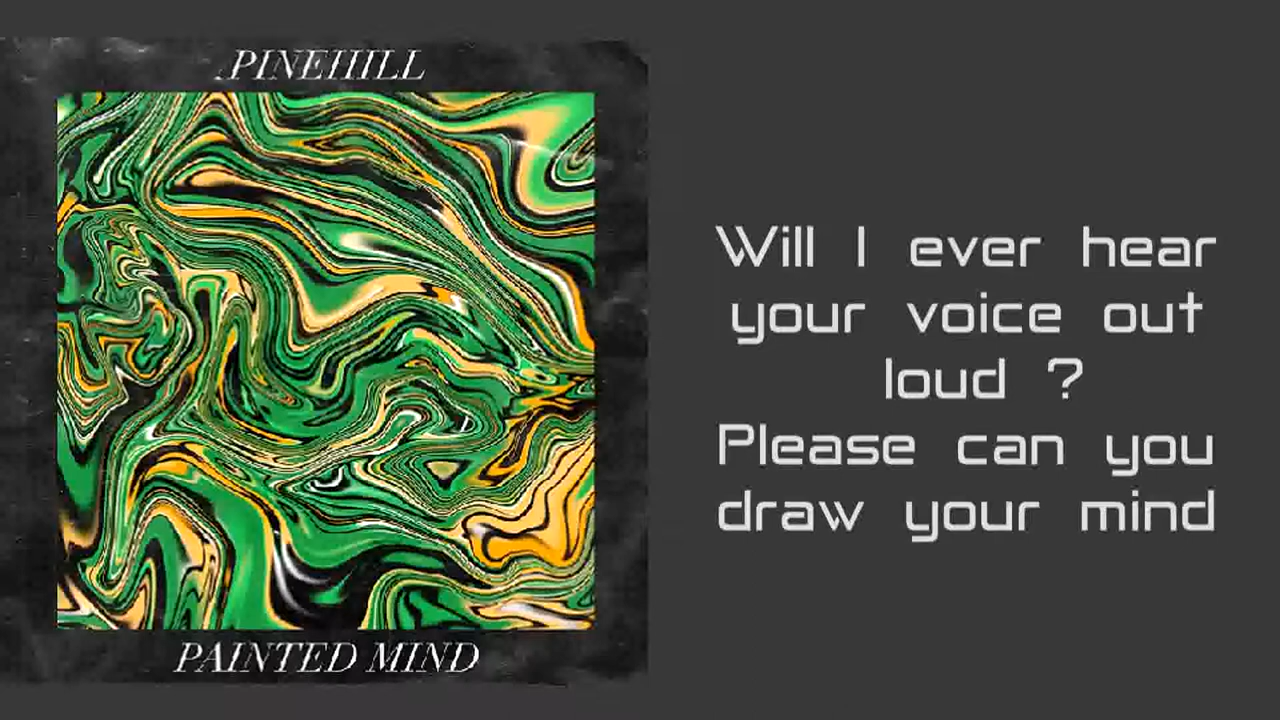 PINEHILL
PAINTED MIND
Will I ever hear
your voice out
loud ?
Please can you
draw your mind